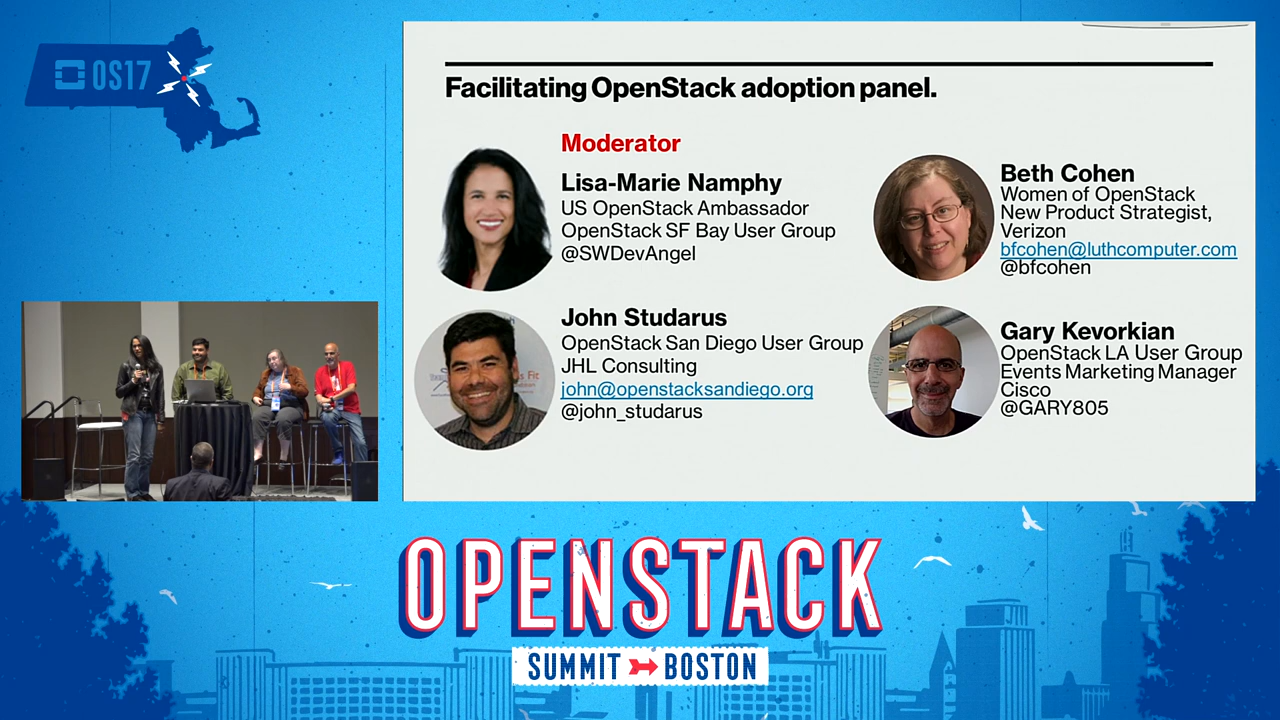 OS17
Facilitating OpenStack adoption panel.
Moderator
Lisa-Marie Namphy
US OpenStack Ambassador
OpenStack SF Bay User Group
@SWDevAngel
Beth Cohen
Women of OpenStack
New Product Strategist,
Verizon
bfcohen@luthcomputer.com
@bfcohen
John Studarus
OpenStack San Diego User Group
JHL Consulting
john@openstacksandiego.org
@john_studarus
Gary Kevorkian
OpenStack LA User Group
Events Marketing Manager
Cisco
@GARY805
OPENSTACK
SUMMIT BOSTON